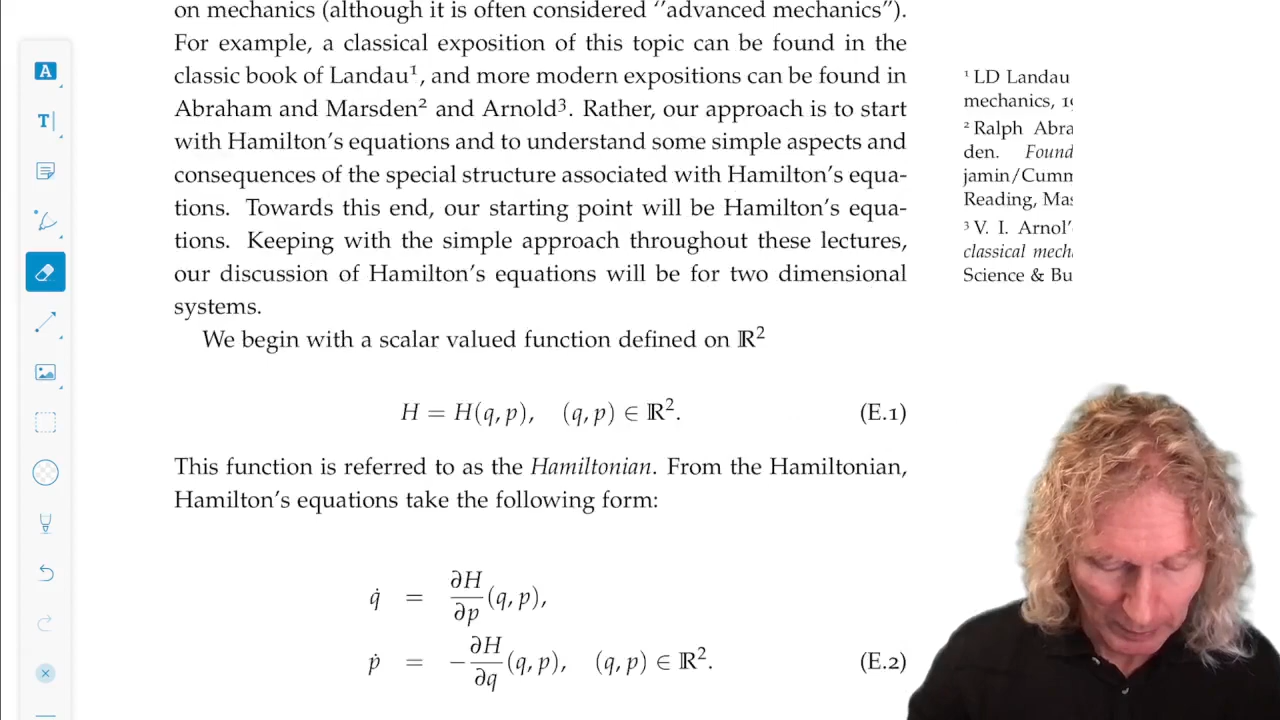 on mechanics (although it is often considered ‘‘advanced mechanics”).
For example, a classical exposition of this topic can be found in the
classic book of Landau¹, and more modern expositions can be found in
Abraham and Marsden² and Arnold³. Rather, our approach is to start
with Hamilton’s equations and to understand some simple aspects and
consequences of the special structure associated with Hamilton’s equa-
tions. Towards this end, our starting point will be Hamilton’s equa-
tions. Keeping with the simple approach throughout these lectures,
our discussion of Hamilton’s equations will be for two dimensional
systems.
We begin with a scalar valued function defined on ℝ²
H = H(q, p), (q, p) ∈ ℝ². (E.1)
This function is referred to as the Hamiltonian. From the Hamiltonian,
Hamilton’s equations take the following form:
q̇ = ∂H/∂p (q, p),
ṗ = −∂H/∂q (q, p), (q, p) ∈ ℝ². (E.2)
¹ LD Landau
mechanics, 19
² Ralph Abra
den. Found
jamin/Cumm
Reading, Mas
³ V. I. Arnol’
classical mech
Science & Bu
A
T